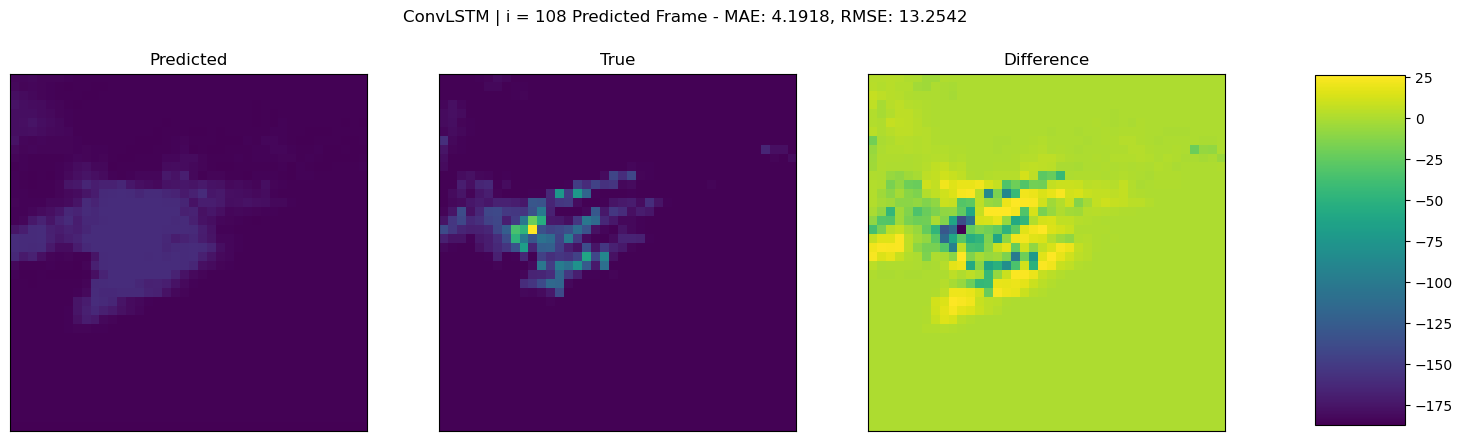 ConvLSTM | i = 108 Predicted Frame - MAE: 4.1918, RMSE: 13.2542
Predicted
True
Difference
25
0
−25
−50
−75
−100
−125
−150
−175